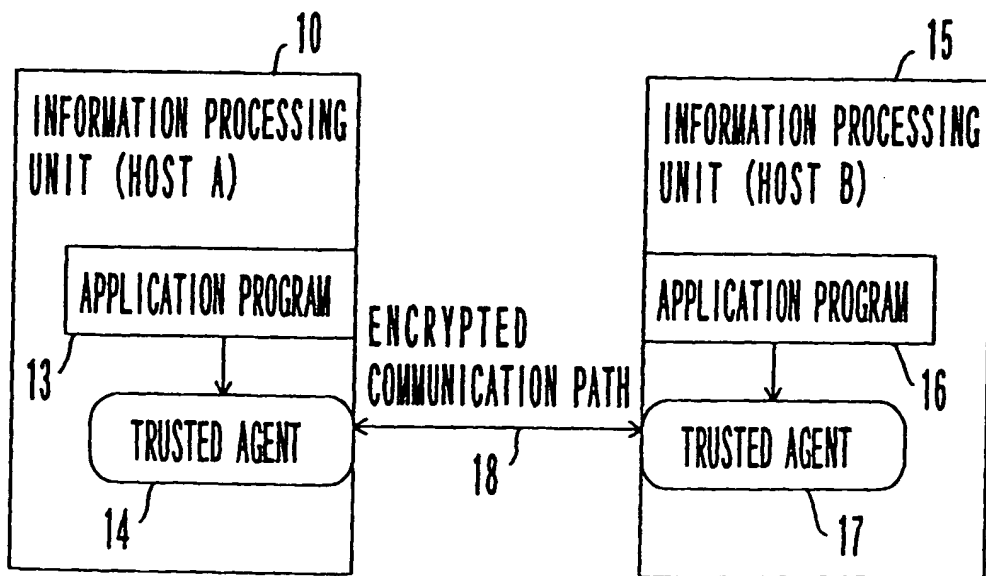 10
INFORMATION PROCESSING
UNIT (HOST A)
APPLICATION PROGRAM
13
TRUSTED AGENT
14
ENCRYPTED
COMMUNICATION PATH
18
15
INFORMATION PROCESSING
UNIT (HOST B)
APPLICATION PROGRAM
16
TRUSTED AGENT
17